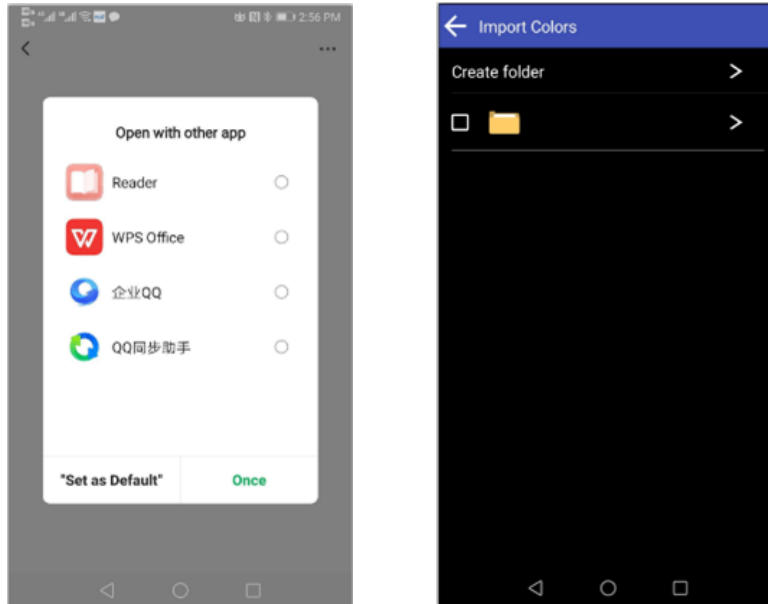 2:56 PM
Open with other app
Reader
WPS Office
企业QQ
QQ同步助手
"Set as Default"
Once
Import Colors
Create folder